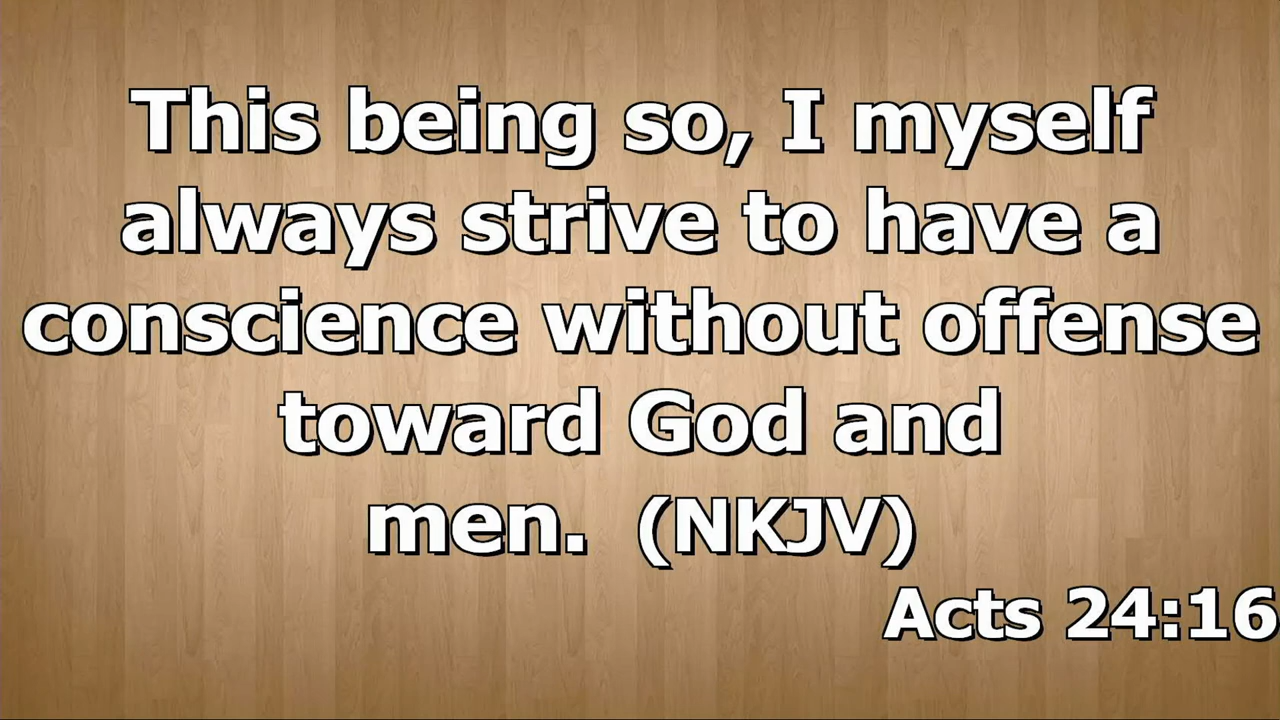 This being so, I myself
always strive to have a
conscience without offense
toward God and
men.  (NKJV)
Acts 24:16